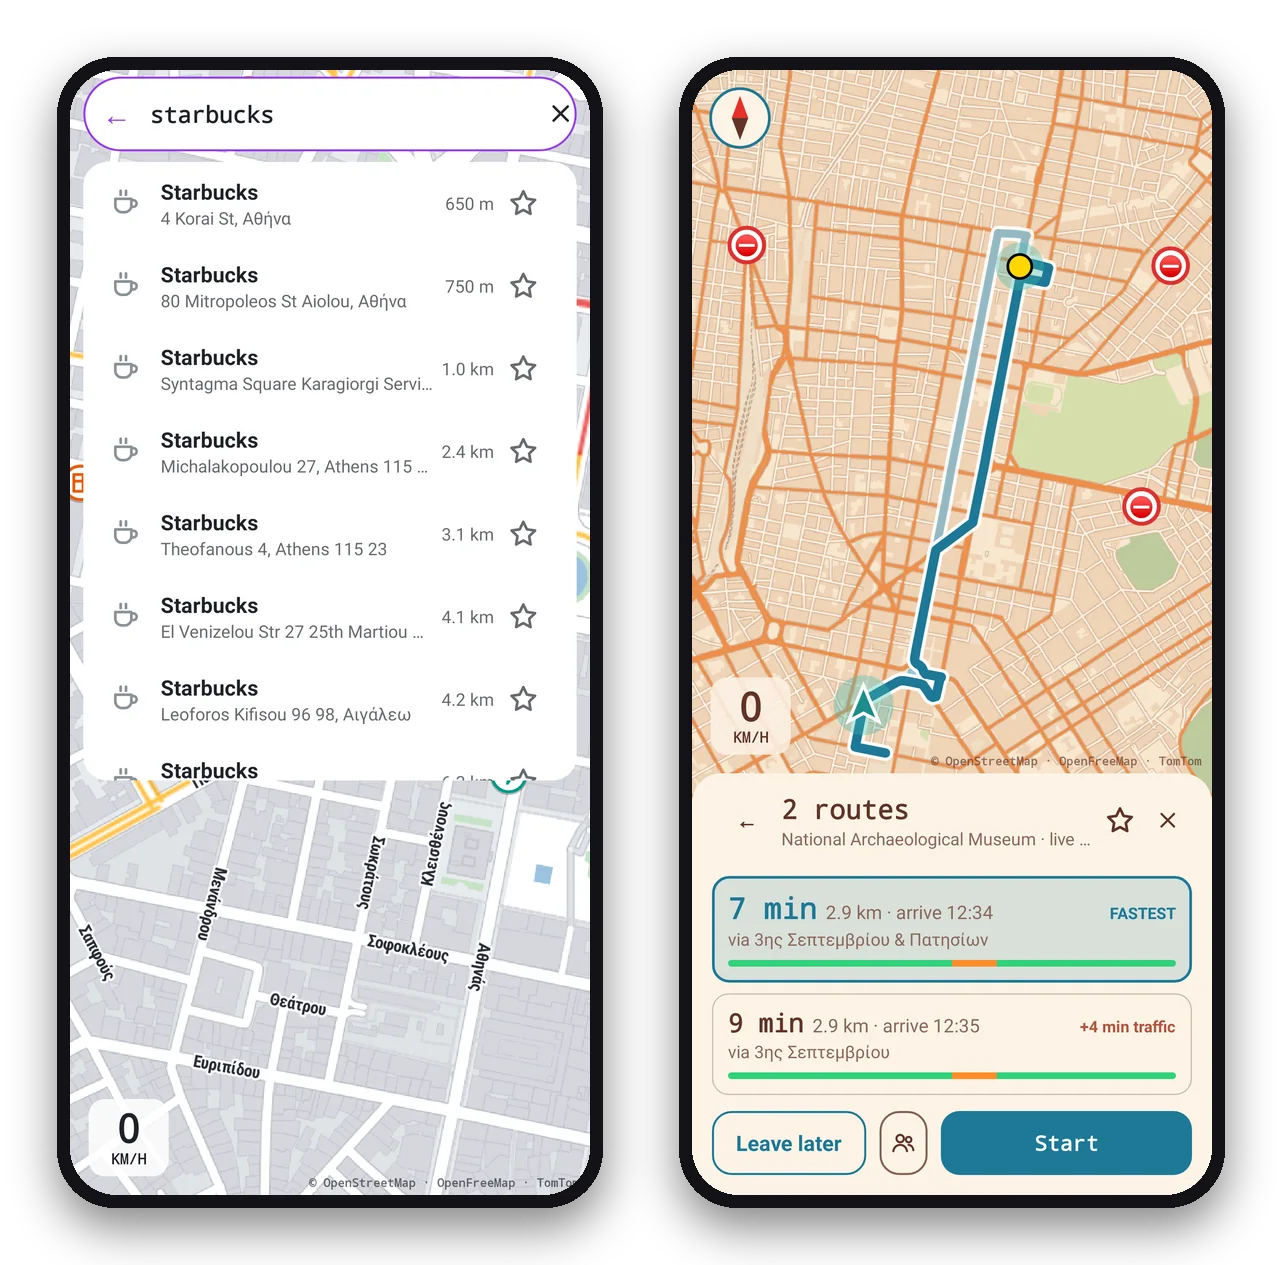 ← starbucks ×
Starbucks
4 Korai St, Αθήνα
650 m
Starbucks
80 Mitropoleos St Aiolou, Αθήνα
750 m
Starbucks
Syntagma Square Karagiorgi Servi...
1.0 km
Starbucks
Michalakopoulou 27, Athens 115 ...
2.4 km
Starbucks
Theofanous 4, Athens 115 23
3.1 km
Starbucks
El Venizelou Str 27 25th Martiou ...
4.1 km
Starbucks
Leoforos Kifisou 96 98, Αιγάλεω
4.2 km
Starbucks
Μενάνδρου
Σωκράτους
Κλεισθένους
Σαπφούς
Σοφοκλέους
Αθηνάς
Θεάτρου
Ευριπίδου
0
KM/H
© OpenStreetMap · OpenFreeMap · TomTo
0
KM/H
© OpenStreetMap · OpenFreeMap · TomTom
← 2 routes ×
National Archaeological Museum · live ...
7 min 2.9 km · arrive 12:34 FASTEST
via 3ης Σεπτεμβρίου & Πατησίων
9 min 2.9 km · arrive 12:35 +4 min traffic
via 3ης Σεπτεμβρίου
Leave later
Start